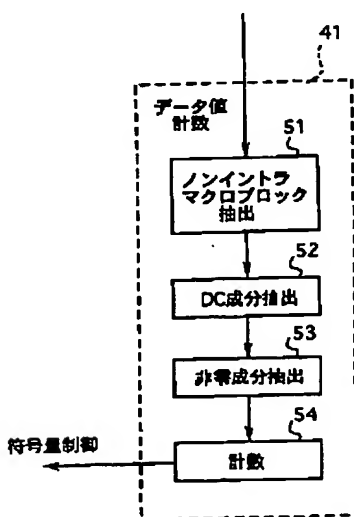 41
データ値
計数
51
ノンイントラ
マクロブロック
抽出
52
DC成分抽出
53
非零成分抽出
54
計数
符号量制御